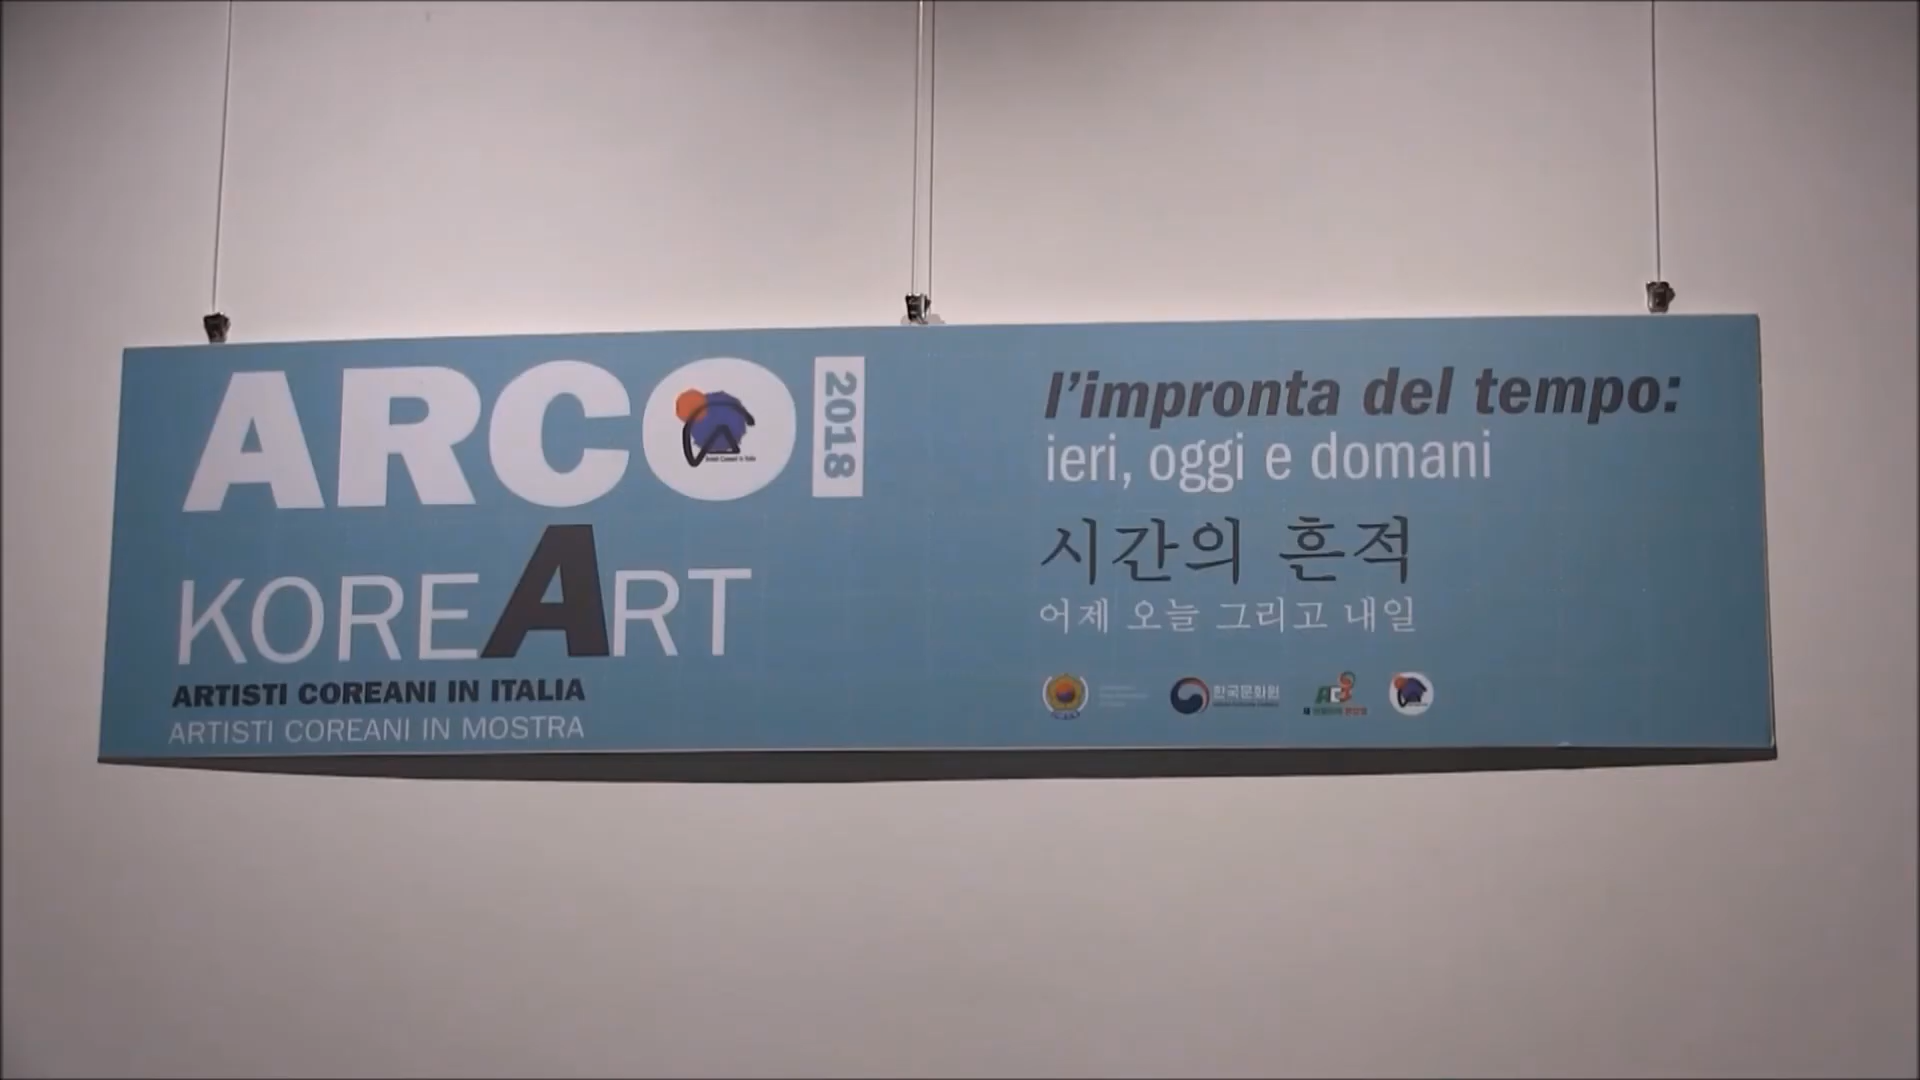 ARCO
2018
KOREART
ARTISTI COREANI IN ITALIA
ARTISTI COREANI IN MOSTRA
l'impronta del tempo:
ieri, oggi e domani
시간의 흔적
어제 오늘 그리고 내일
한국문화원